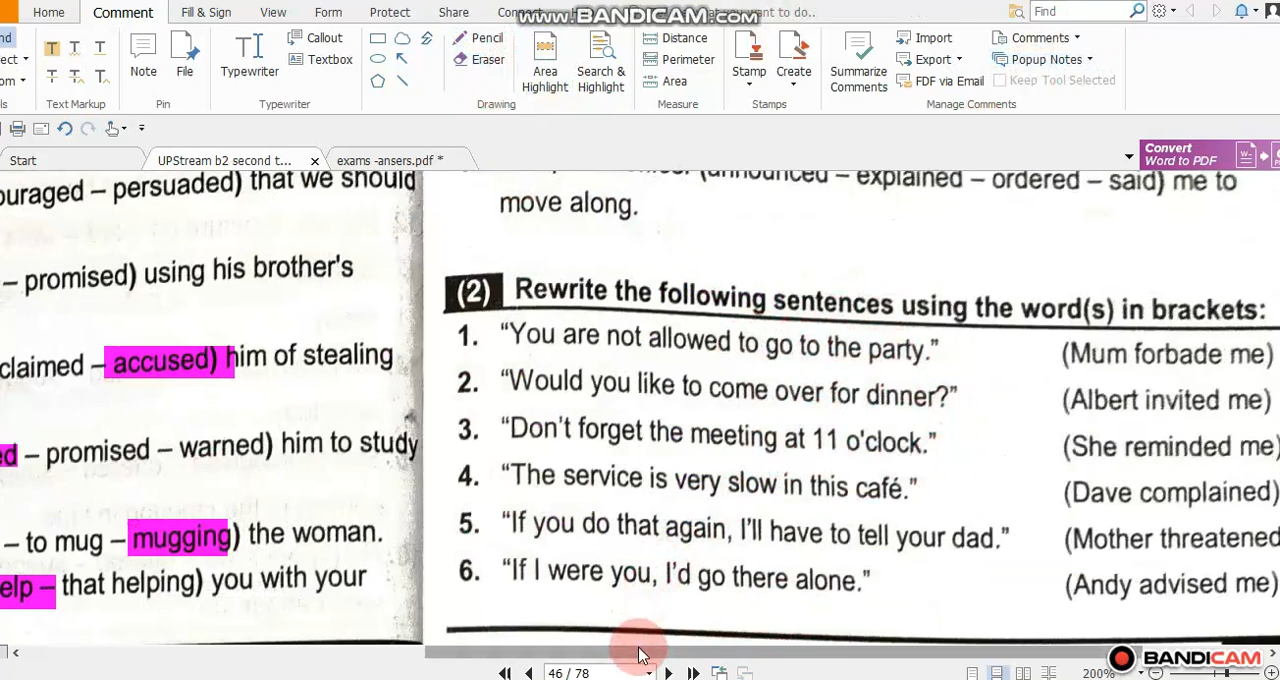 www.BANDICAM.com
Home Comment Fill & Sign View Form Protect Share
Find
Note File
Text Markup Pin
Typewriter
Callout
Textbox
Typewriter
Pencil
Eraser
Area Highlight
Search & Highlight
Drawing
Distance
Perimeter
Area
Measure
Stamp Create
Stamps
Summarize Comments
Import
Export
FDF via Email
Comments
Popup Notes
Keep Tool Selected
Manage Comments
Start UPStream b2 second t... exams -ansers.pdf *
Convert
Word to PDF
ouraged – persuaded) that we should
– promised) using his brother's
claimed – accused) him of stealing
– promised – warned) him to study
– to mug – mugging) the woman.
elp – that helping) you with your
(announced – explained – ordered – said) me to
move along.
(2) Rewrite the following sentences using the word(s) in brackets:
1. “You are not allowed to go to the party.” (Mum forbade me)
2. “Would you like to come over for dinner?” (Albert invited me)
3. “Don't forget the meeting at 11 o'clock.” (She reminded me)
4. “The service is very slow in this café.” (Dave complained)
5. “If you do that again, I'll have to tell your dad.” (Mother threatened
6. “If I were you, I'd go there alone.” (Andy advised me)
46 / 78
200%
BANDICAM